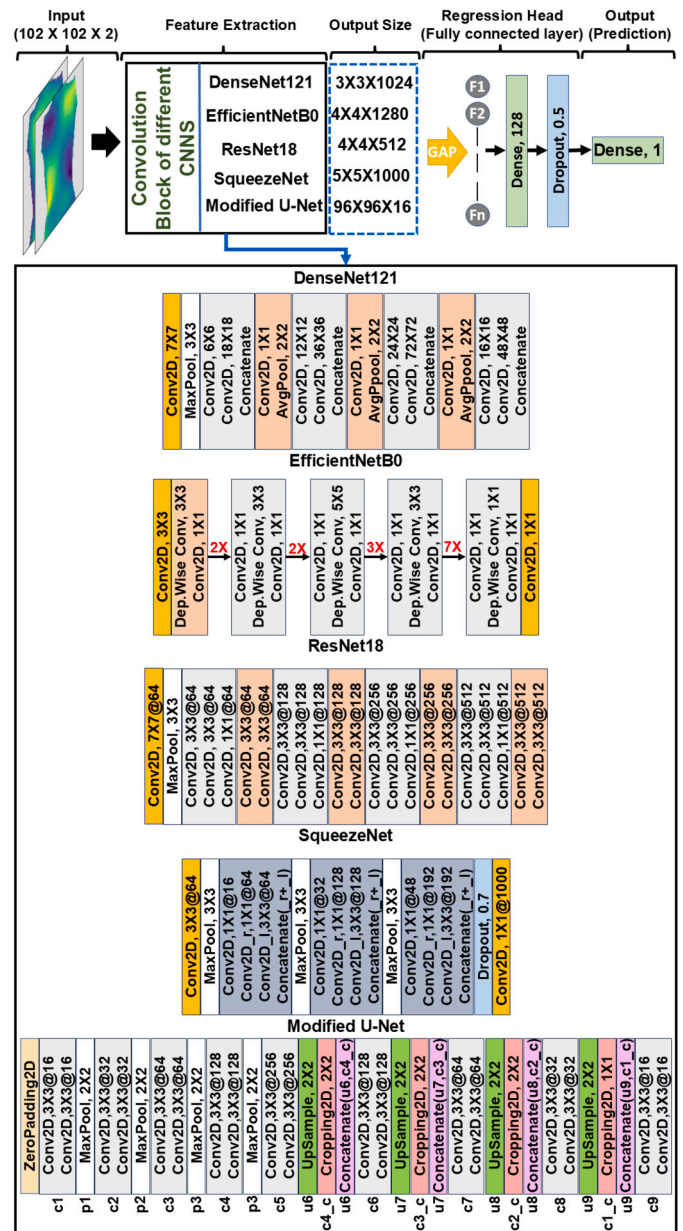 Input
(102 X 102 X 2)
Feature Extraction
Output Size
Regression Head
(Fully connected layer)
Output
(Prediction)
Convolution
Block of different
CNNS
DenseNet121
3X3X1024
EfficientNetB0
4X4X1280
ResNet18
4X4X512
SqueezeNet
5X5X1000
Modified U-Net
96X96X16
GAP
F1
F2
Fn
Dense, 128
Dropout, 0.5
Dense, 1
DenseNet121
Conv2D, 7X7
MaxPool, 3X3
Conv2D, 6X6
Conv2D, 18X18
Concatenate
Conv2D, 1X1
AvgPool, 2X2
Conv2D, 12X12
Conv2D, 36X36
Concatenate
Conv2D, 1X1
AvgPpool, 2X2
Conv2D, 24X24
Conv2D, 72X72
Concatenate
Conv2D, 1X1
AvgPpool, 2X2
Conv2D, 16X16
Conv2D, 48X48
Concatenate
EfficientNetB0
Conv2D, 3X3
Dep.Wise Conv, 3X3
Conv2D, 1X1
2X
Conv2D, 1X1
Dep.Wise Conv, 3X3
Conv2D, 1X1
2X
Conv2D, 1X1
Dep.Wise Conv, 5X5
Conv2D, 1X1
3X
Conv2D, 1X1
Dep.Wise Conv, 3X3
Conv2D, 1X1
7X
Conv2D, 1X1
Dep.Wise Conv, 1X1
Conv2D, 1X1
Conv2D, 1X1
ResNet18
Conv2D, 7X7@64
MaxPool, 3X3
Conv2D, 3X3@64
Conv2D, 3X3@64
Conv2D, 1X1@64
Conv2D, 3X3@64
Conv2D, 3X3@64
Conv2D,3X3@128
Conv2D,3X3@128
Conv2D,1X1@128
Conv2D,3X3@128
Conv2D,3X3@128
Conv2D,3X3@256
Conv2D,3X3@256
Conv2D,1X1@256
Conv2D,3X3@256
Conv2D,3X3@256
Conv2D,3X3@512
Conv2D,3X3@512
Conv2D,1X1@512
Conv2D,3X3@512
Conv2D,3X3@512
SqueezeNet
Conv2D, 3X3@64
MaxPool, 3X3
Conv2D,1X1@16
Conv2D_r,1X1@64
Conv2D_l,3X3@64
Concatenate(_r+_l)
MaxPool, 3X3
Conv2D,1X1@32
Conv2D_r,1X1@128
Conv2D_l,3X3@128
Concatenate(_r+_l)
MaxPool, 3X3
Conv2D,1X1@48
Conv2D_r,1X1@192
Conv2D_l,3X3@192
Concatenate(_r+_l)
Dropout, 0.7
Conv2D, 1X1@1000
Modified U-Net
ZeroPadding2D
Conv2D,3X3@16
Conv2D,3X3@16
MaxPool, 2X2
Conv2D,3X3@32
Conv2D,3X3@32
MaxPool, 2X2
Conv2D,3X3@64
Conv2D,3X3@64
MaxPool, 2X2
Conv2D,3X3@128
Conv2D,3X3@128
MaxPool, 2X2
Conv2D,3X3@256
Conv2D,3X3@256
UpSample, 2X2
Cropping2D, 2X2
Concatenate(u6,c4_c)
Conv2D,3X3@128
Conv2D,3X3@128
UpSample, 2X2
Cropping2D, 2X2
Concatenate(u7,c3_c)
Conv2D,3X3@64
Conv2D,3X3@64
UpSample, 2X2
Cropping2D, 2X2
Concatenate(u8,c2_c)
Conv2D,3X3@32
Conv2D,3X3@32
UpSample, 2X2
Cropping2D, 1X1
Concatenate(u9,c1_c)
Conv2D,3X3@16
Conv2D,3X3@16
c1
p1
c2
p2
c3
p3
c4
p3
c5
u6
c4_c
u6
c6
u7
c3_c
u7
c7
u8
c2_c
u8
c8
u9
c1_c
u9
c9